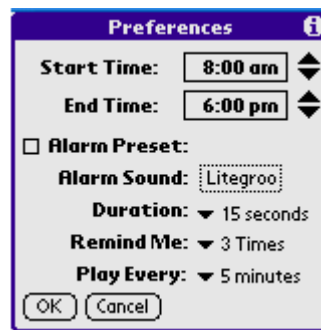 Preferences i
Start Time: 8:00 am
End Time: 6:00 pm
Alarm Preset:
Alarm Sound: Litegroo
Duration: 15 seconds
Remind Me: 3 Times
Play Every: 5 minutes
OK Cancel